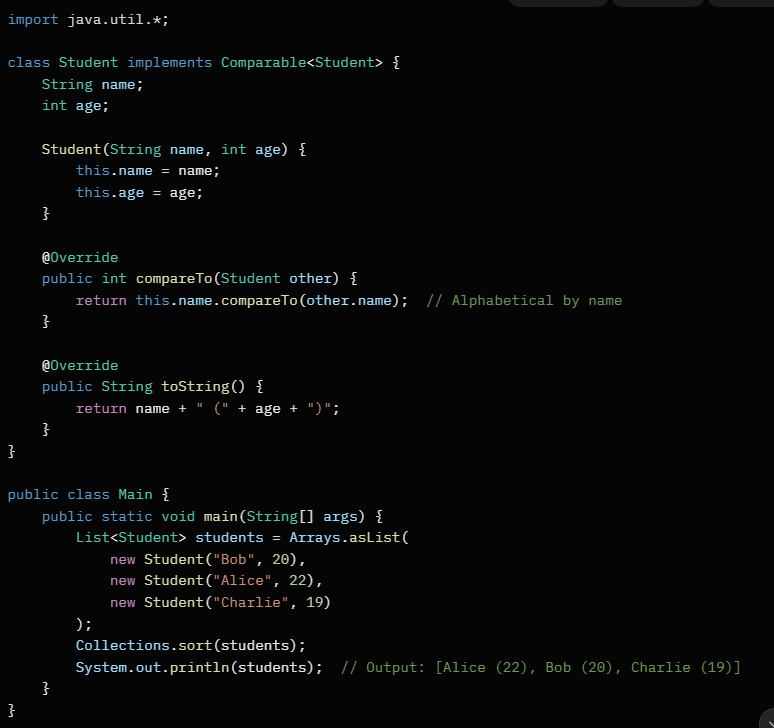 import java.util.*;

class Student implements Comparable<Student> {
    String name;
    int age;

    Student(String name, int age) {
        this.name = name;
        this.age = age;
    }

    @Override
    public int compareTo(Student other) {
        return this.name.compareTo(other.name);  // Alphabetical by name
    }

    @Override
    public String toString() {
        return name + " (" + age + ")";
    }
}

public class Main {
    public static void main(String[] args) {
        List<Student> students = Arrays.asList(
            new Student("Bob", 20),
            new Student("Alice", 22),
            new Student("Charlie", 19)
        );
        Collections.sort(students);
        System.out.println(students);  // Output: [Alice (22), Bob (20), Charlie (19)]
    }
}